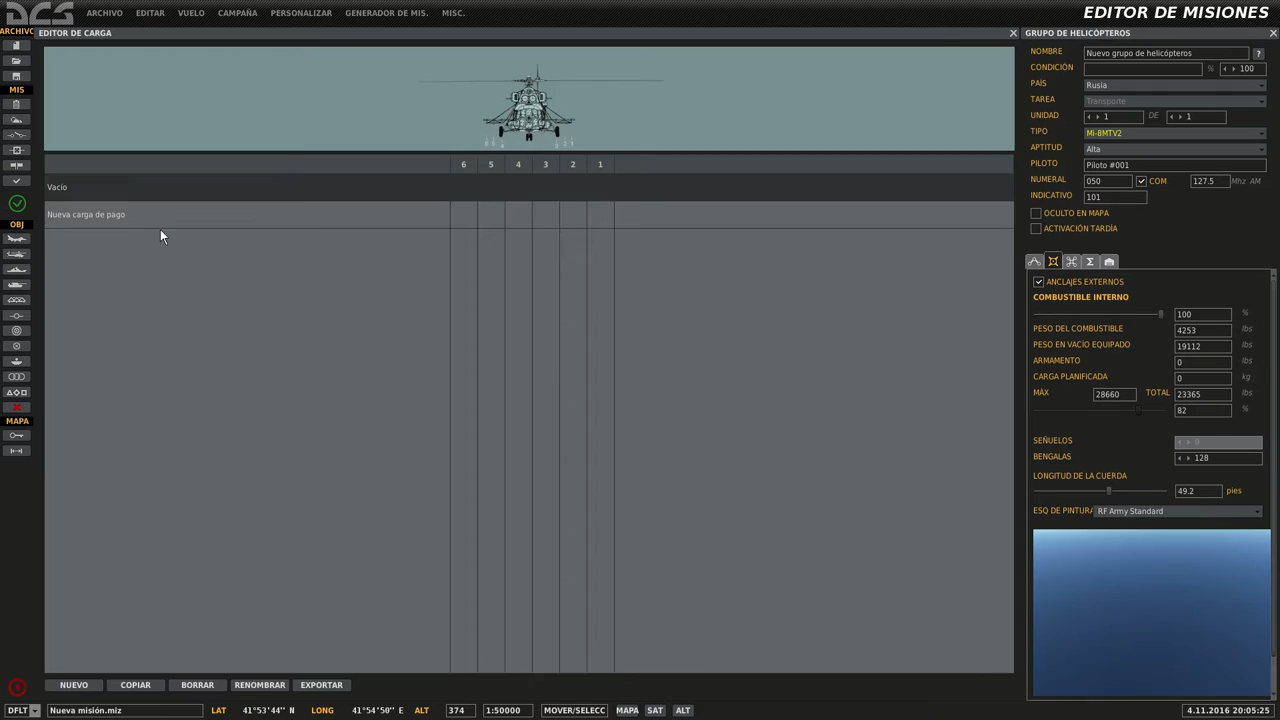 DCS
ARCHIVO EDITAR VUELO CAMPAÑA PERSONALIZAR GENERADOR DE MIS. MISC.
EDITOR DE MISIONES
ARCHIVO
MIS
OBJ
MAPA
EDITOR DE CARGA
6 5 4 3 2 1
Vacío
Nueva carga de pago
NUEVO COPIAR BORRAR RENOMBRAR EXPORTAR
GRUPO DE HELICÓPTEROS
NOMBRE Nuevo grupo de helicópteros ?
CONDICIÓN % 100
PAÍS Rusia
TAREA Transporte
UNIDAD 1 DE 1
TIPO Mi-8MTV2
APTITUD Alta
PILOTO Piloto #001
NUMERAL 050 COM 127.5 Mhz AM
INDICATIVO 101
OCULTO EN MAPA
ACTIVACIÓN TARDÍA
ANCLAJES EXTERNOS
COMBUSTIBLE INTERNO
100 %
PESO DEL COMBUSTIBLE 4253 lbs
PESO EN VACÍO EQUIPADO 19112 lbs
ARMAMENTO 0 lbs
CARGA PLANIFICADA 0 kg
MÁX 28660 TOTAL 23365 lbs
82 %
SEÑUELOS 0
BENGALAS 128
LONGITUD DE LA CUERDA
49.2 pies
ESQ DE PINTURA RF Army Standard
DFLT Nueva misión.miz LAT 41°53'44'' N LONG 41°54'50'' E ALT 374 1:50000 MOVER/SELECC MAPA SAT ALT 4.11.2016 20:05:25